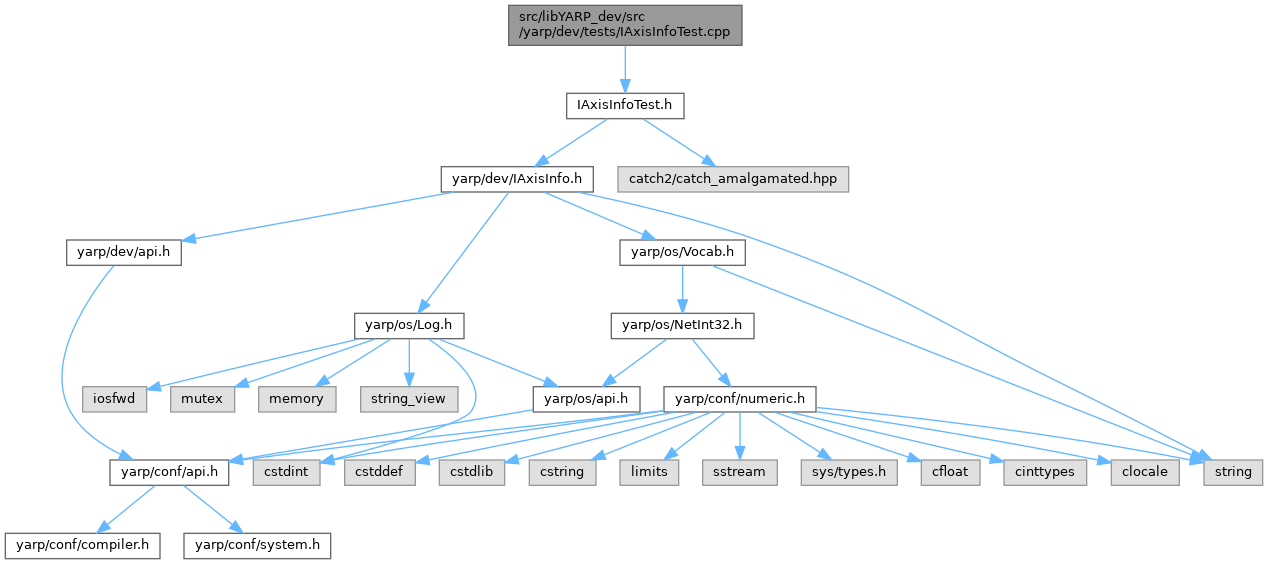 src/libYARP_dev/src
/yarp/dev/tests/IAxisInfoTest.cpp
IAxisInfoTest.h
yarp/dev/IAxisInfo.h
catch2/catch_amalgamated.hpp
yarp/dev/api.h
yarp/os/Vocab.h
yarp/os/Log.h
yarp/os/NetInt32.h
iosfwd
mutex
memory
string_view
yarp/os/api.h
yarp/conf/numeric.h
yarp/conf/api.h
cstdint
cstddef
cstdlib
cstring
limits
sstream
sys/types.h
cfloat
cinttypes
clocale
string
yarp/conf/compiler.h
yarp/conf/system.h